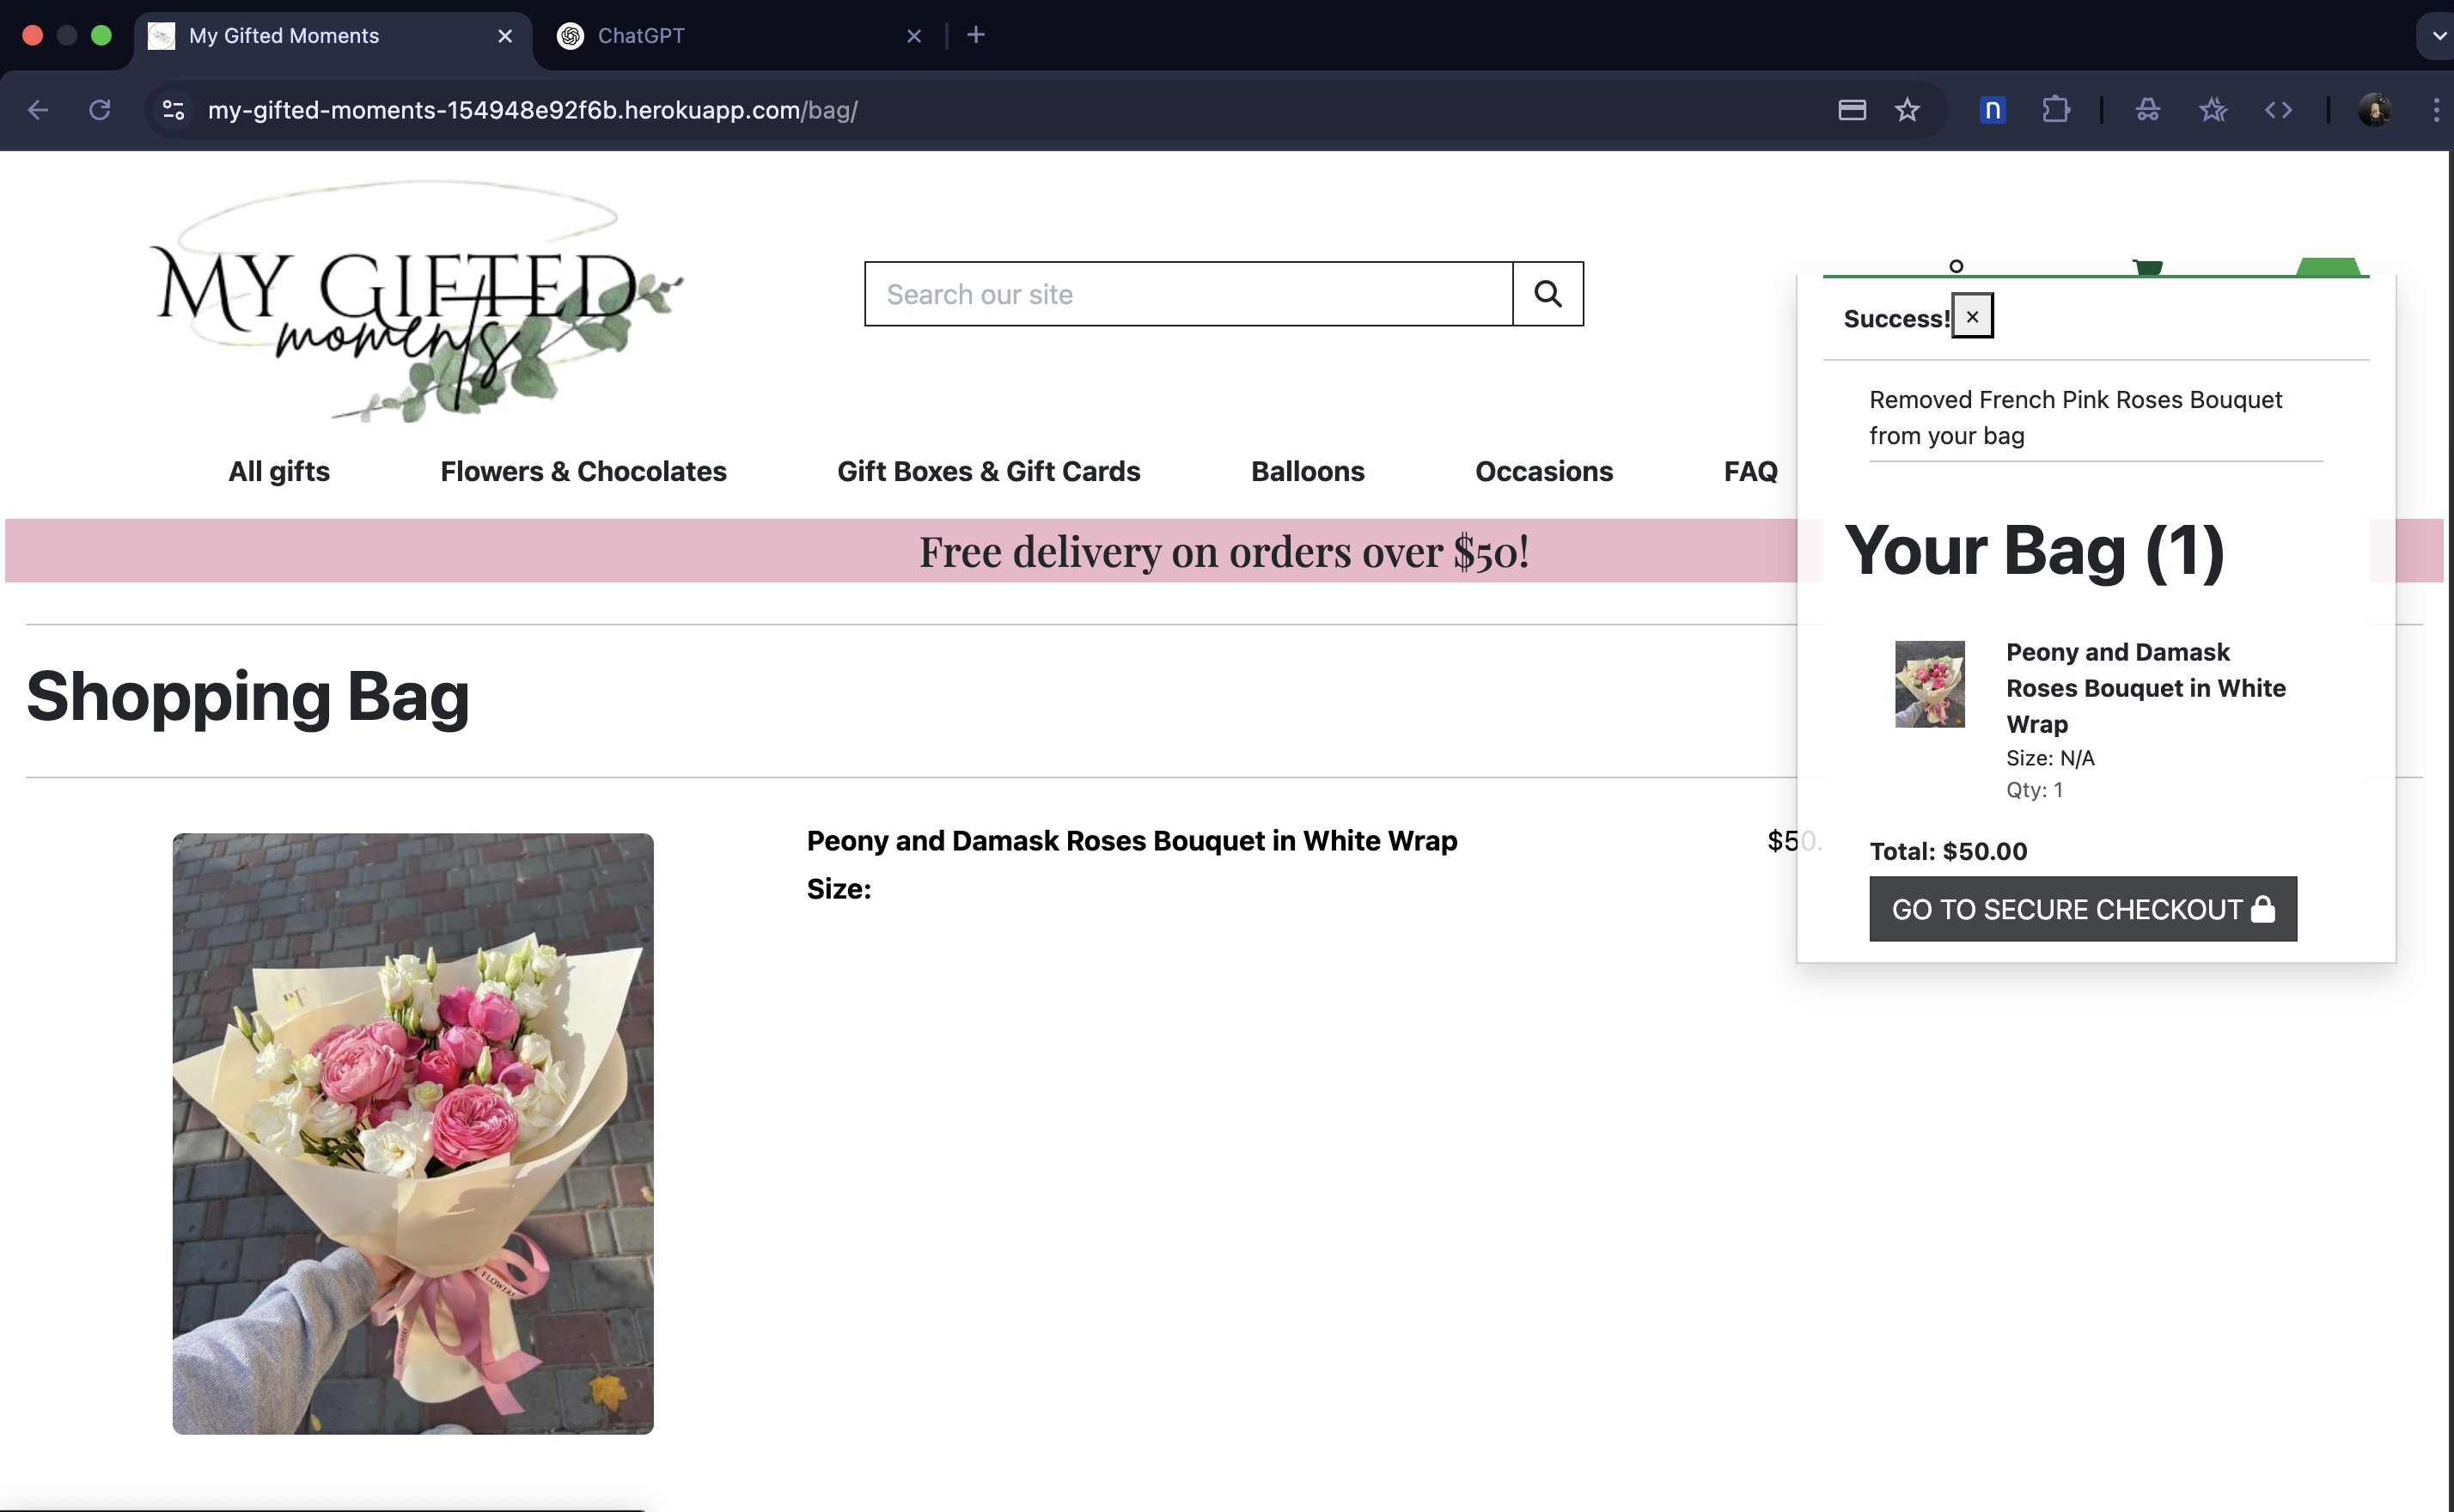 My Gifted Moments
ChatGPT
my-gifted-moments-154948e92f6b.herokuapp.com/bag/
n
MY GIFTED
moments
Search our site
Success!
×
Removed French Pink Roses Bouquet
from your bag
All gifts
Flowers & Chocolates
Gift Boxes & Gift Cards
Balloons
Occasions
FAQ
Free delivery on orders over $50!
Your Bag (1)
Shopping Bag
Peony and Damask
Roses Bouquet in White
Wrap
Size: N/A
Qty: 1
Total: $50.00
GO TO SECURE CHECKOUT
Peony and Damask Roses Bouquet in White Wrap
$50.
Size:
FLOWERS